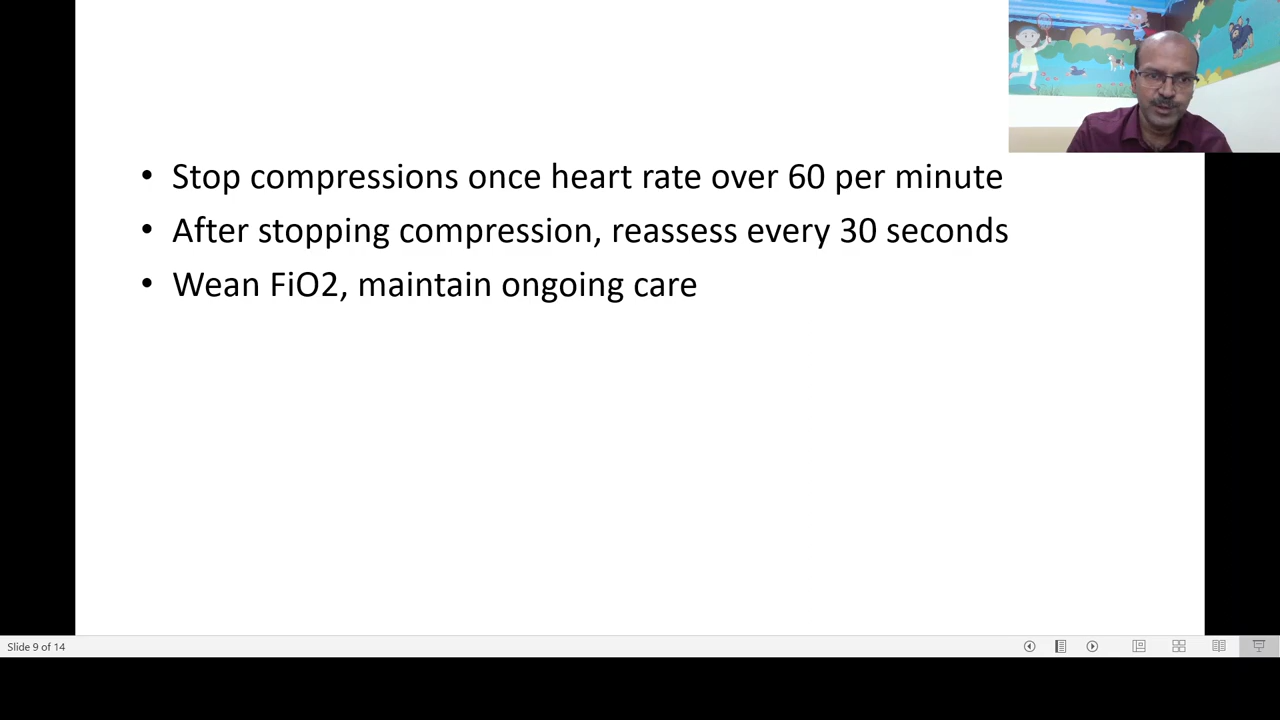 • Stop compressions once heart rate over 60 per minute
• After stopping compression, reassess every 30 seconds
• Wean FiO2, maintain ongoing care
Slide 9 of 14